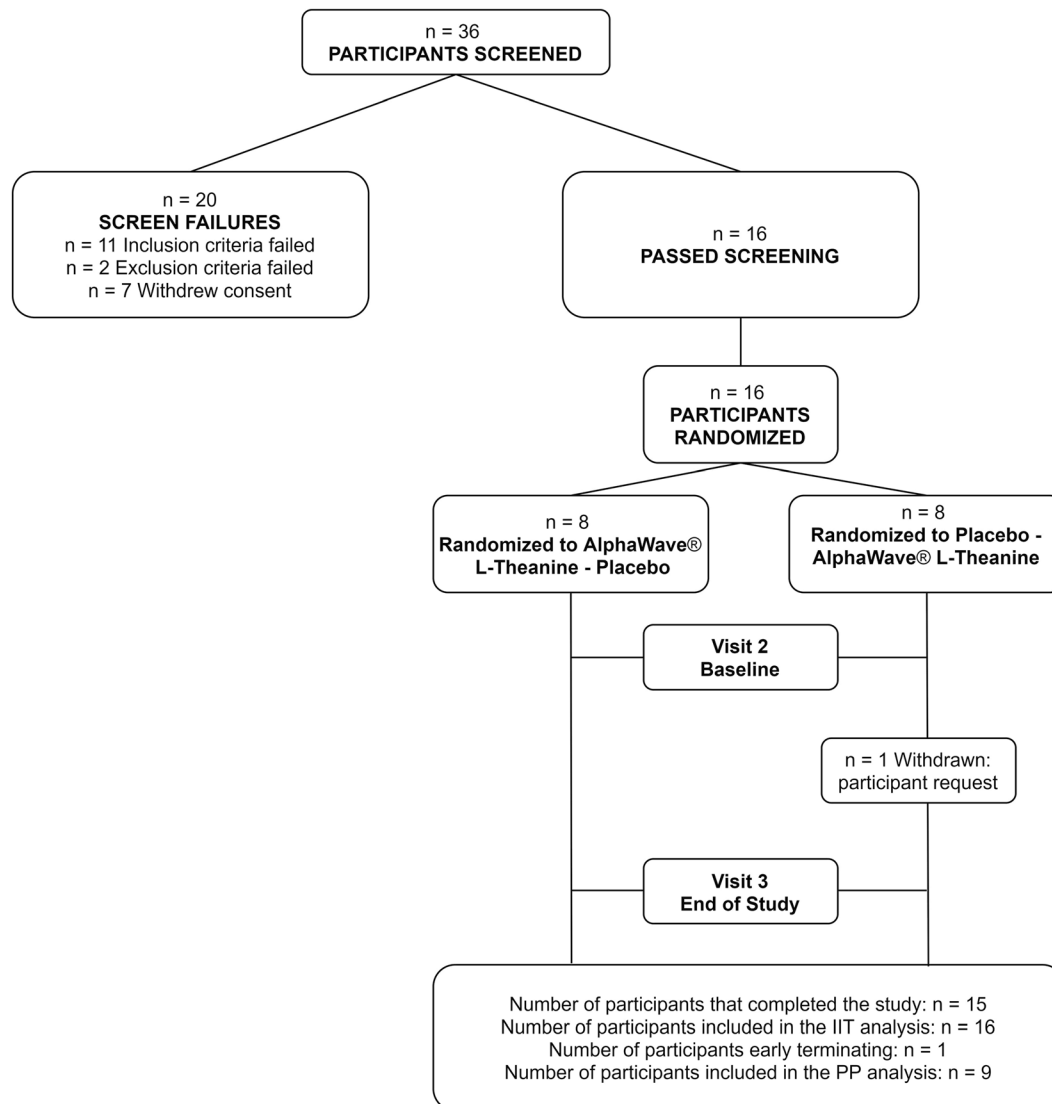 n = 36
PARTICIPANTS SCREENED
n = 20
SCREEN FAILURES
n = 11 Inclusion criteria failed
n = 2 Exclusion criteria failed
n = 7 Withdrew consent
n = 16
PASSED SCREENING
n = 16
PARTICIPANTS
RANDOMIZED
n = 8
Randomized to AlphaWave®
L-Theanine - Placebo
n = 8
Randomized to Placebo -
AlphaWave® L-Theanine
Visit 2
Baseline
n = 1 Withdrawn:
participant request
Visit 3
End of Study
Number of participants that completed the study: n = 15
Number of participants included in the IIT analysis: n = 16
Number of participants early terminating: n = 1
Number of participants included in the PP analysis: n = 9